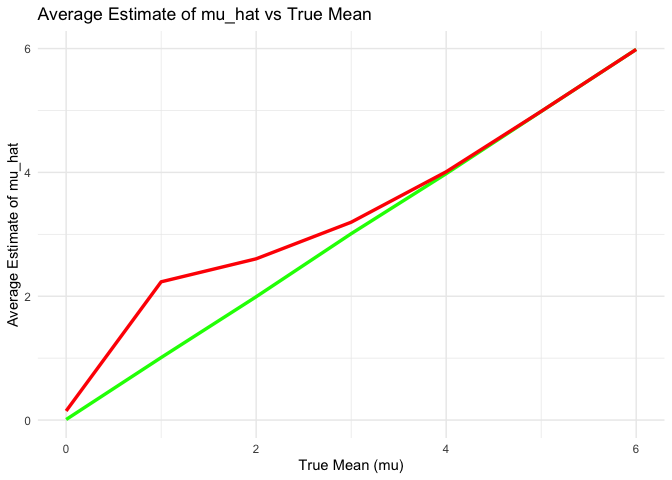 Average Estimate of mu_hat vs True Mean
Average Estimate of mu_hat
6
4
2
0
0
2
4
6
True Mean (mu)